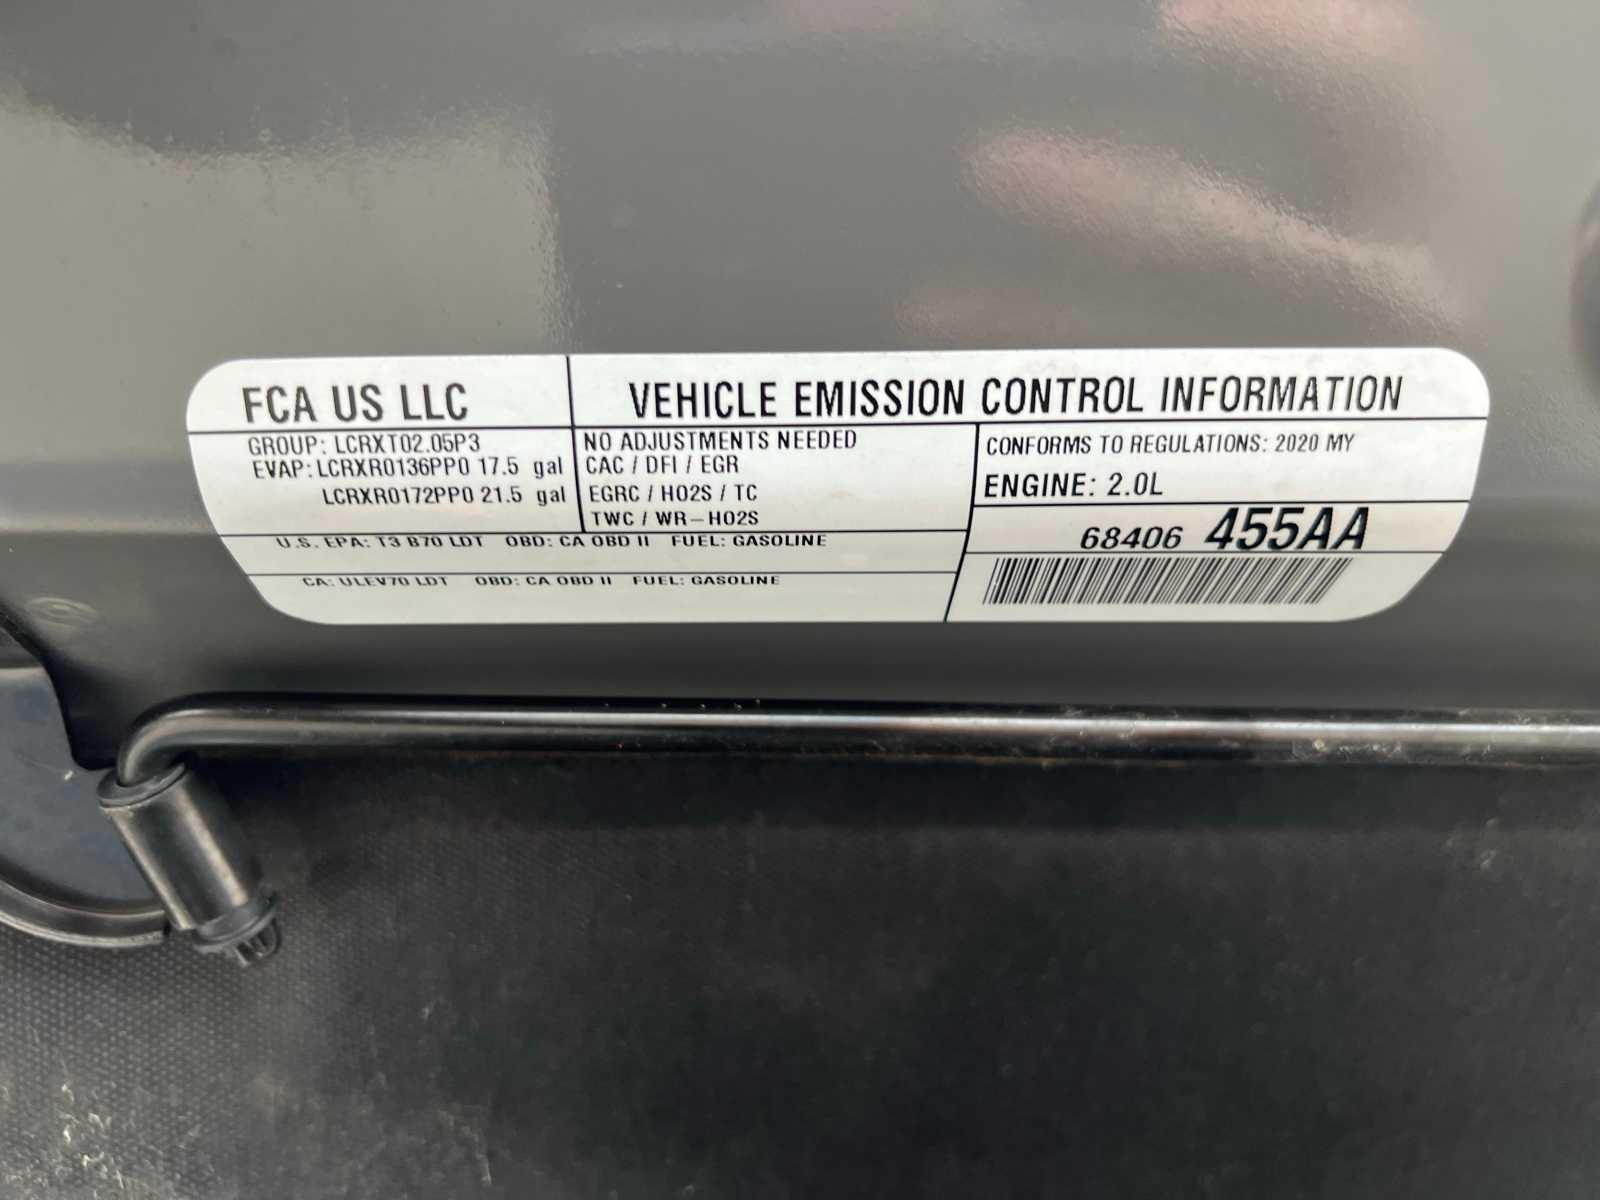 FCA US LLC
VEHICLE EMISSION CONTROL INFORMATION
GROUP: LCRXT02.05P3
EVAP: LCRXR0136PP0 17.5 gal
LCRXR0172PP0 21.5 gal
NO ADJUSTMENTS NEEDED
CAC / DFI / EGR
EGRC / HO2S / TC
TWC / WR-HO2S
CONFORMS TO REGULATIONS: 2020 MY
ENGINE: 2.0L
68406 455AA
U.S. EPA: T3 B70 LDT OBD: CA OBD II FUEL: GASOLINE
CA: ULEV70 LDT OBD: CA OBD II FUEL: GASOLINE